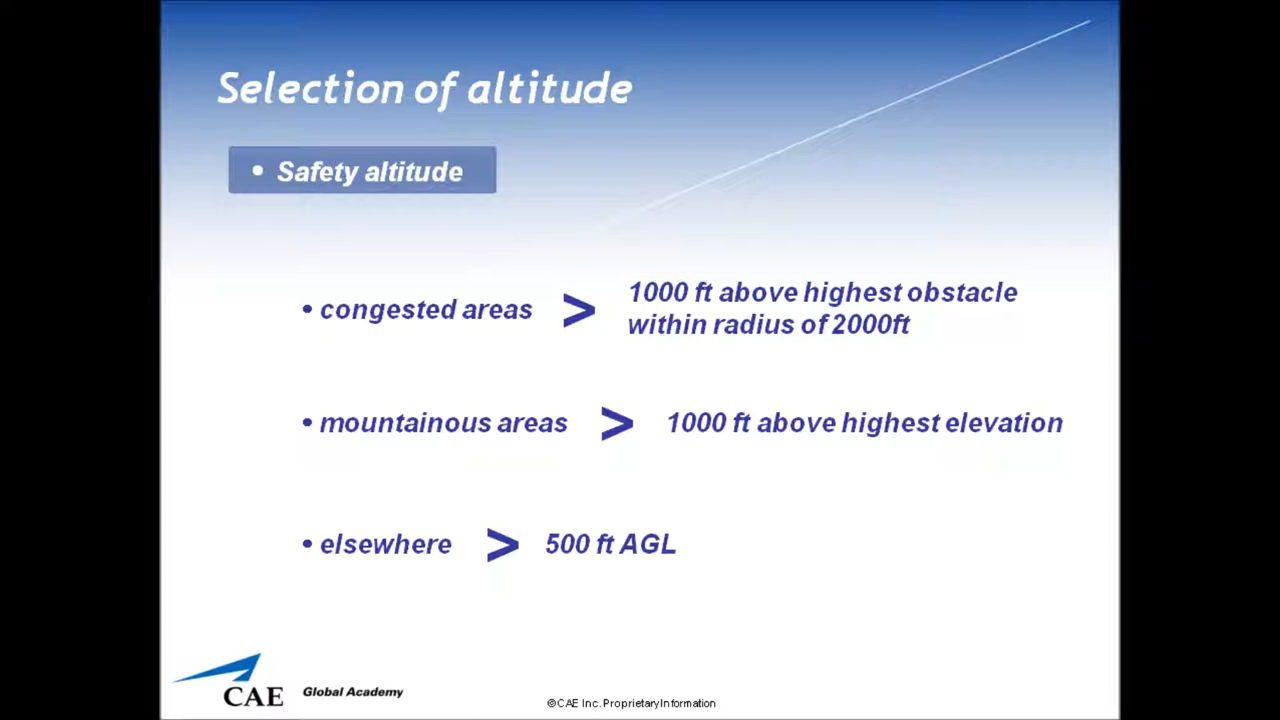 Selection of altitude
• Safety altitude
• congested areas > 1000 ft above highest obstacle
within radius of 2000ft
• mountainous areas > 1000 ft above highest elevation
• elsewhere > 500 ft AGL
CAE Global Academy
©CAE Inc. Proprietary Information